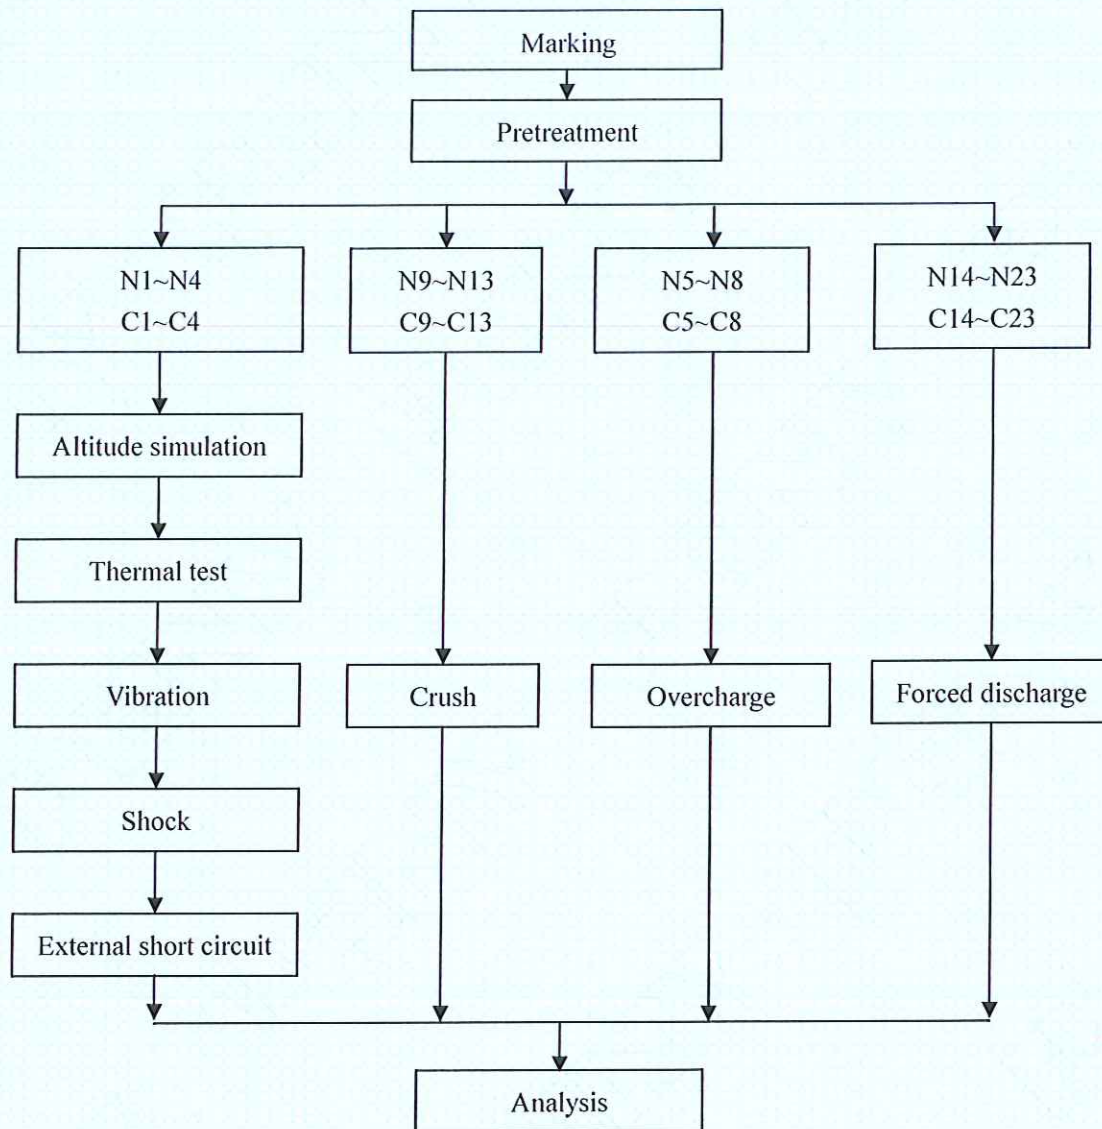 Marking
Pretreatment
N1~N4
C1~C4
N9~N13
C9~C13
N5~N8
C5~C8
N14~N23
C14~C23
Altitude simulation
Thermal test
Vibration
Crush
Overcharge
Forced discharge
Shock
External short circuit
Analysis